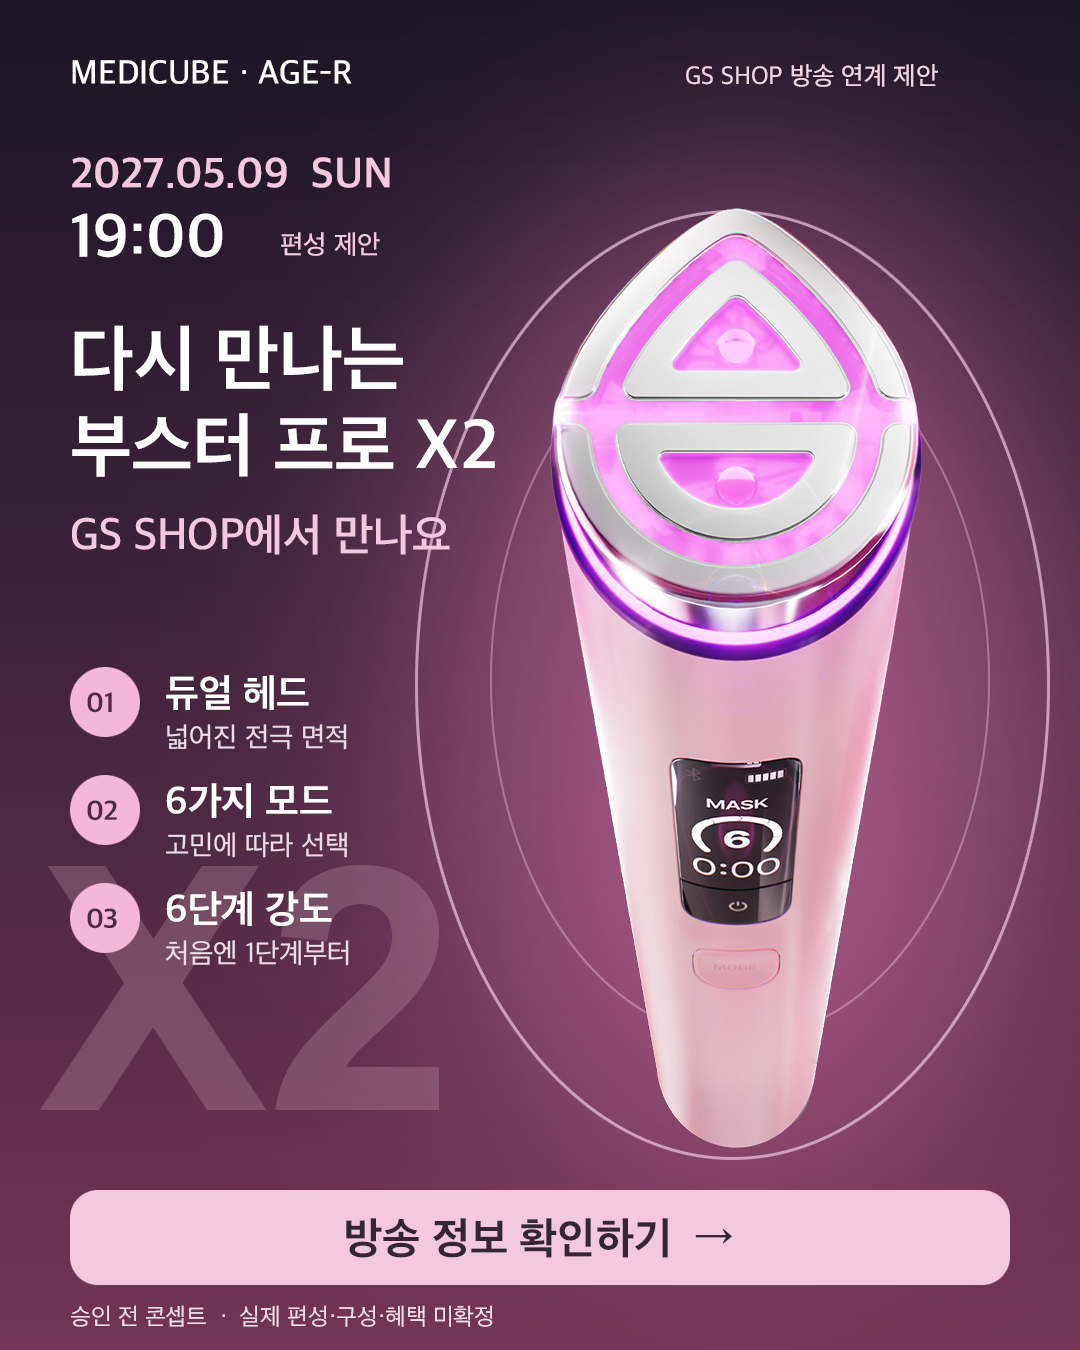 MEDICUBE · AGE-R
GS SHOP 방송 연계 제안
2027.05.09 SUN
19:00 편성 제안
다시 만나는
부스터 프로 X2
GS SHOP에서 만나요
01 듀얼 헤드
넓어진 전극 면적
02 6가지 모드
고민에 따라 선택
03 6단계 강도
처음엔 1단계부터
X2
MASK
6
0:00
MODE
방송 정보 확인하기 →
승인 전 콘셉트 · 실제 편성·구성·혜택 미확정